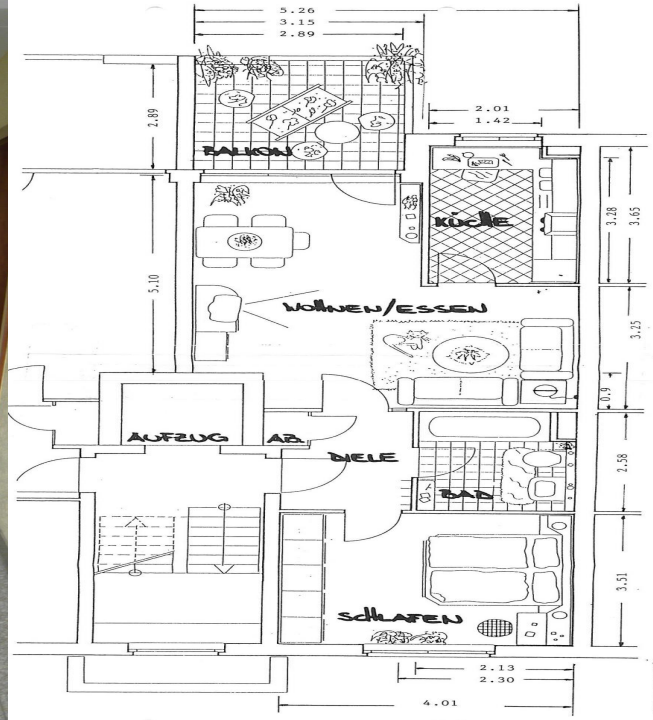 5.26
3.15
2.89
2.89
2.01
1.42
BALKON
KÜCHE
3.28
3.65
5.10
WOHNEN/ESSEN
3.25
0.9
AUFZUG
AB.
DIELE
BAD
2.58
SCHLAFEN
3.51
2.13
2.30
4.01